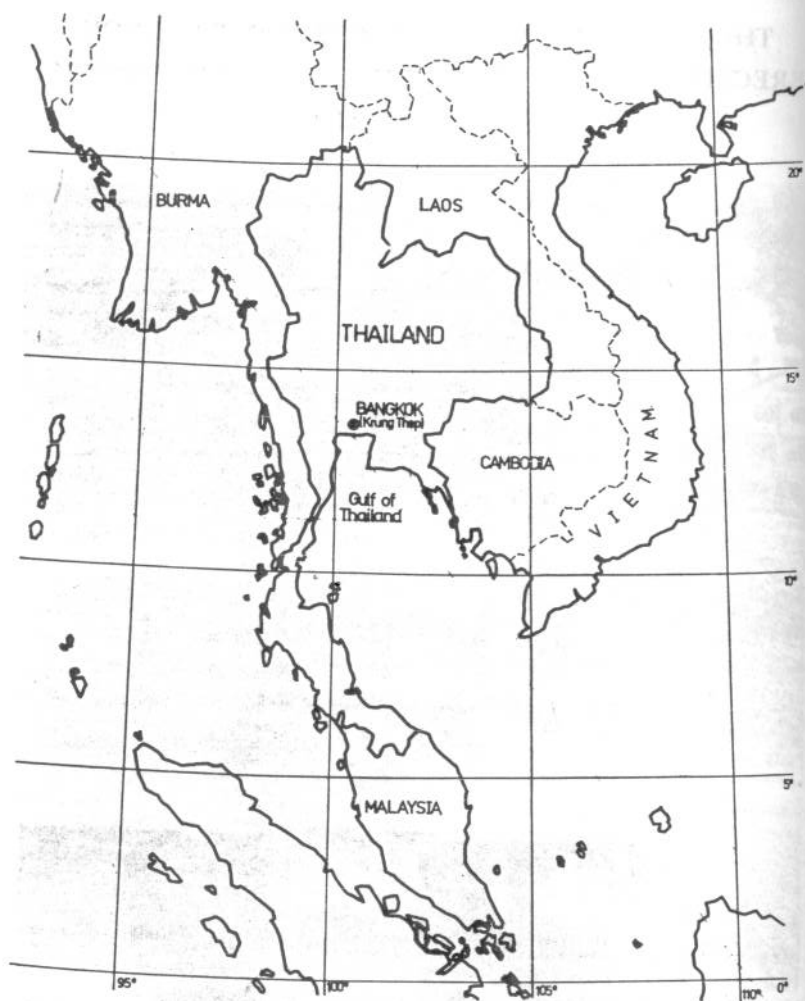 20°
BURMA
LAOS
THAILAND
15°
BANGKOK
(Krung Thep)
CAMBODIA
VIETNAM
Gulf of
Thailand
10°
5°
MALAYSIA
95°
100°
105°
110°
0°